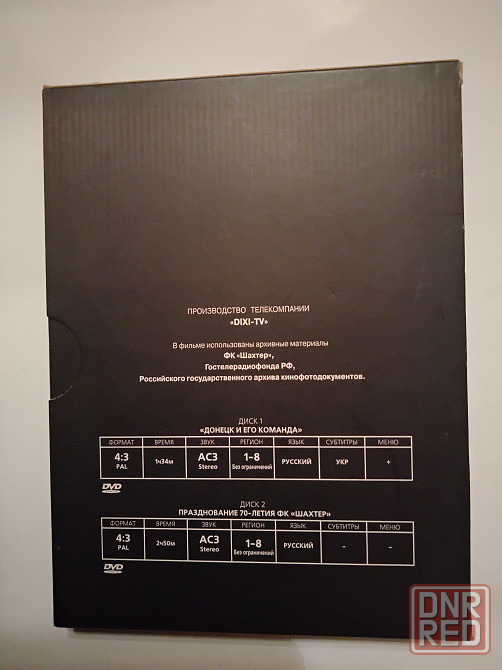 ПРОИЗВОДСТВО ТЕЛЕКОМПАНИИ
«DIXI-TV»
В фильме использованы архивные материалы
ФК «Шахтер»,
Гостелерадиофонда РФ,
Российского государственного архива кинофотодокументов.
ДИСК 1
«ДОНЕЦК И ЕГО КОМАНДА»
ФОРМАТ ВРЕМЯ ЗВУК РЕГИОН ЯЗЫК СУБТИТРЫ МЕНЮ
4:3 PAL 1ч34м AC3 Stereo 1–8 Без ограничений РУССКИЙ УКР +
DVD
ДИСК 2
ПРАЗДНОВАНИЕ 70-ЛЕТИЯ ФК «ШАХТЕР»
ФОРМАТ ВРЕМЯ ЗВУК РЕГИОН ЯЗЫК СУБТИТРЫ МЕНЮ
4:3 PAL 2ч50м AC3 Stereo 1–8 Без ограничений РУССКИЙ - -
DVD
DNR
RED